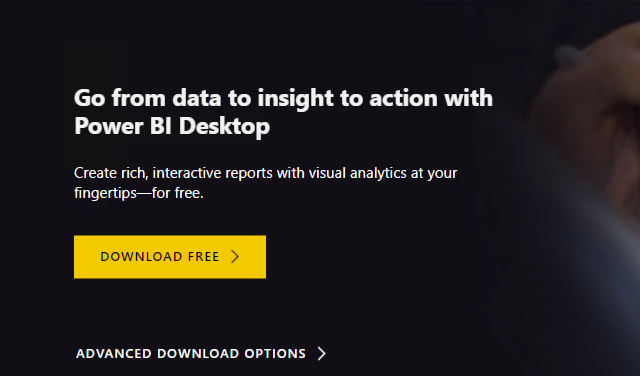 Go from data to insight to action with
Power BI Desktop
Create rich, interactive reports with visual analytics at your
fingertips—for free.
DOWNLOAD FREE
ADVANCED DOWNLOAD OPTIONS